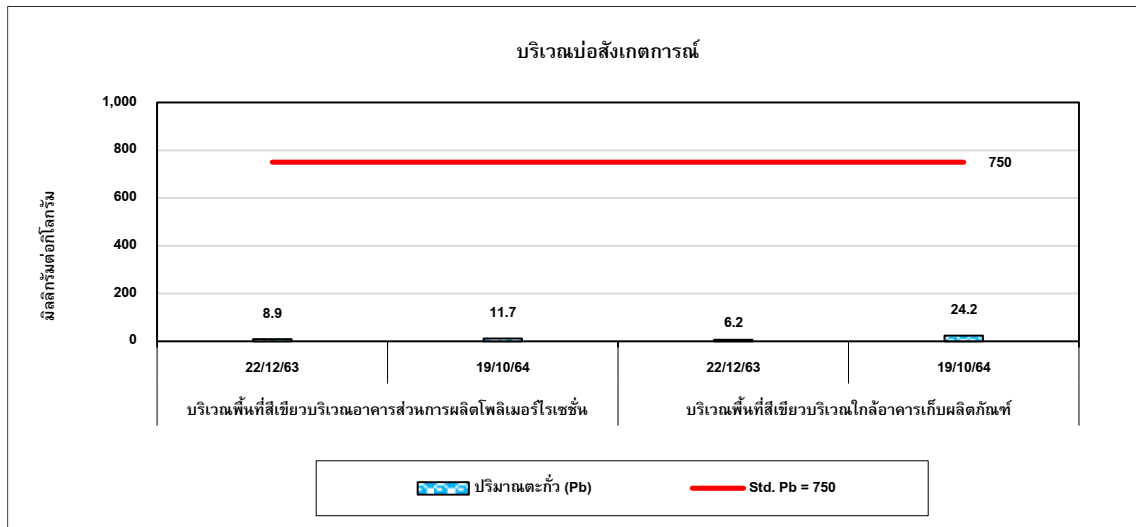 บริเวณบ่อสังเกตการณ์
มิลลิกรัมต่อกิโลกรัม
1,000
800
600
400
200
0
750
8.9
11.7
6.2
24.2
22/12/63
19/10/64
22/12/63
19/10/64
บริเวณพื้นที่สีเขียวบริเวณอาคารส่วนการผลิตโพลิเมอร์ไรเซชั่น
บริเวณพื้นที่สีเขียวบริเวณใกล้อาคารเก็บผลิตภัณฑ์
ปริมาณตะกั่ว (Pb)
Std. Pb = 750